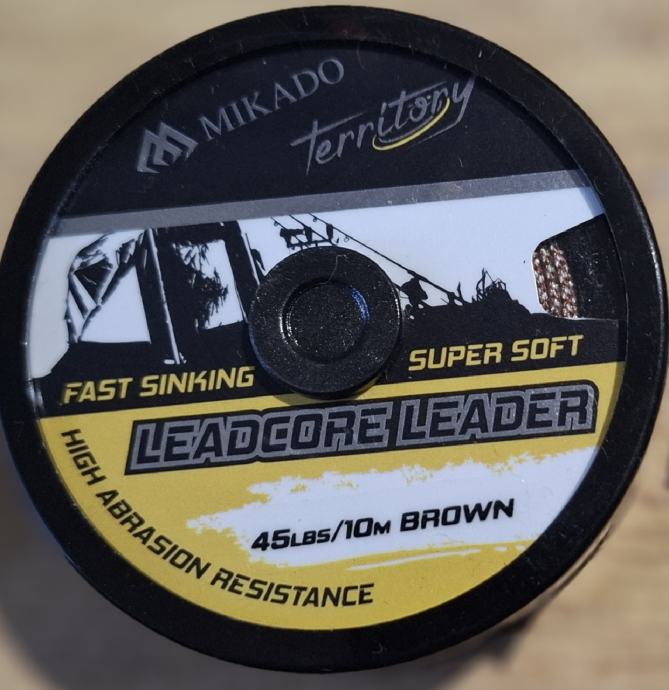 MIKADO
Territory
FAST SINKING
SUPER SOFT
LEADCORE LEADER
HIGH ABRASION RESISTANCE
45LBS/10M BROWN